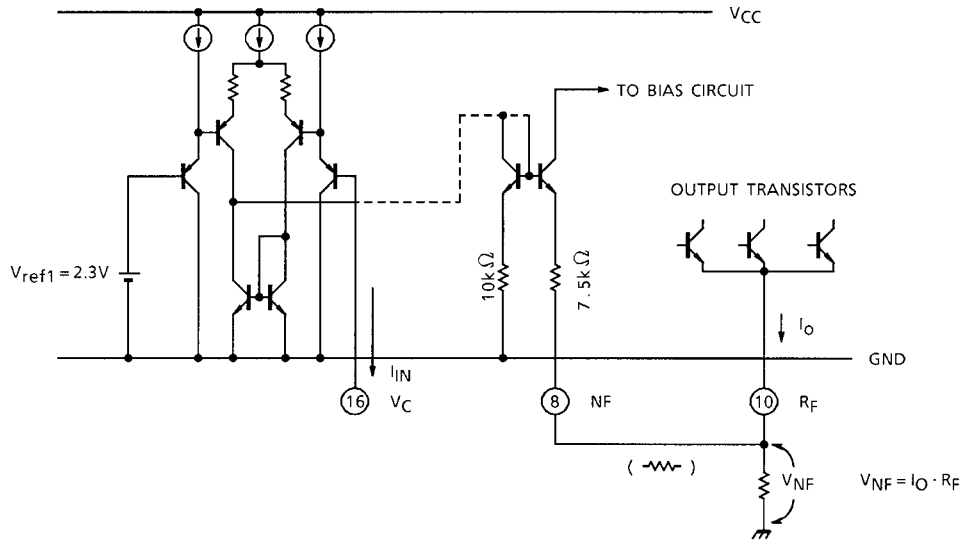 VCC
TO BIAS CIRCUIT
OUTPUT TRANSISTORS
Vref1 = 2.3V
10kΩ
7.5kΩ
IO
GND
IIN
16
VC
8
NF
10
RF
( )
VNF
VNF = IO · RF